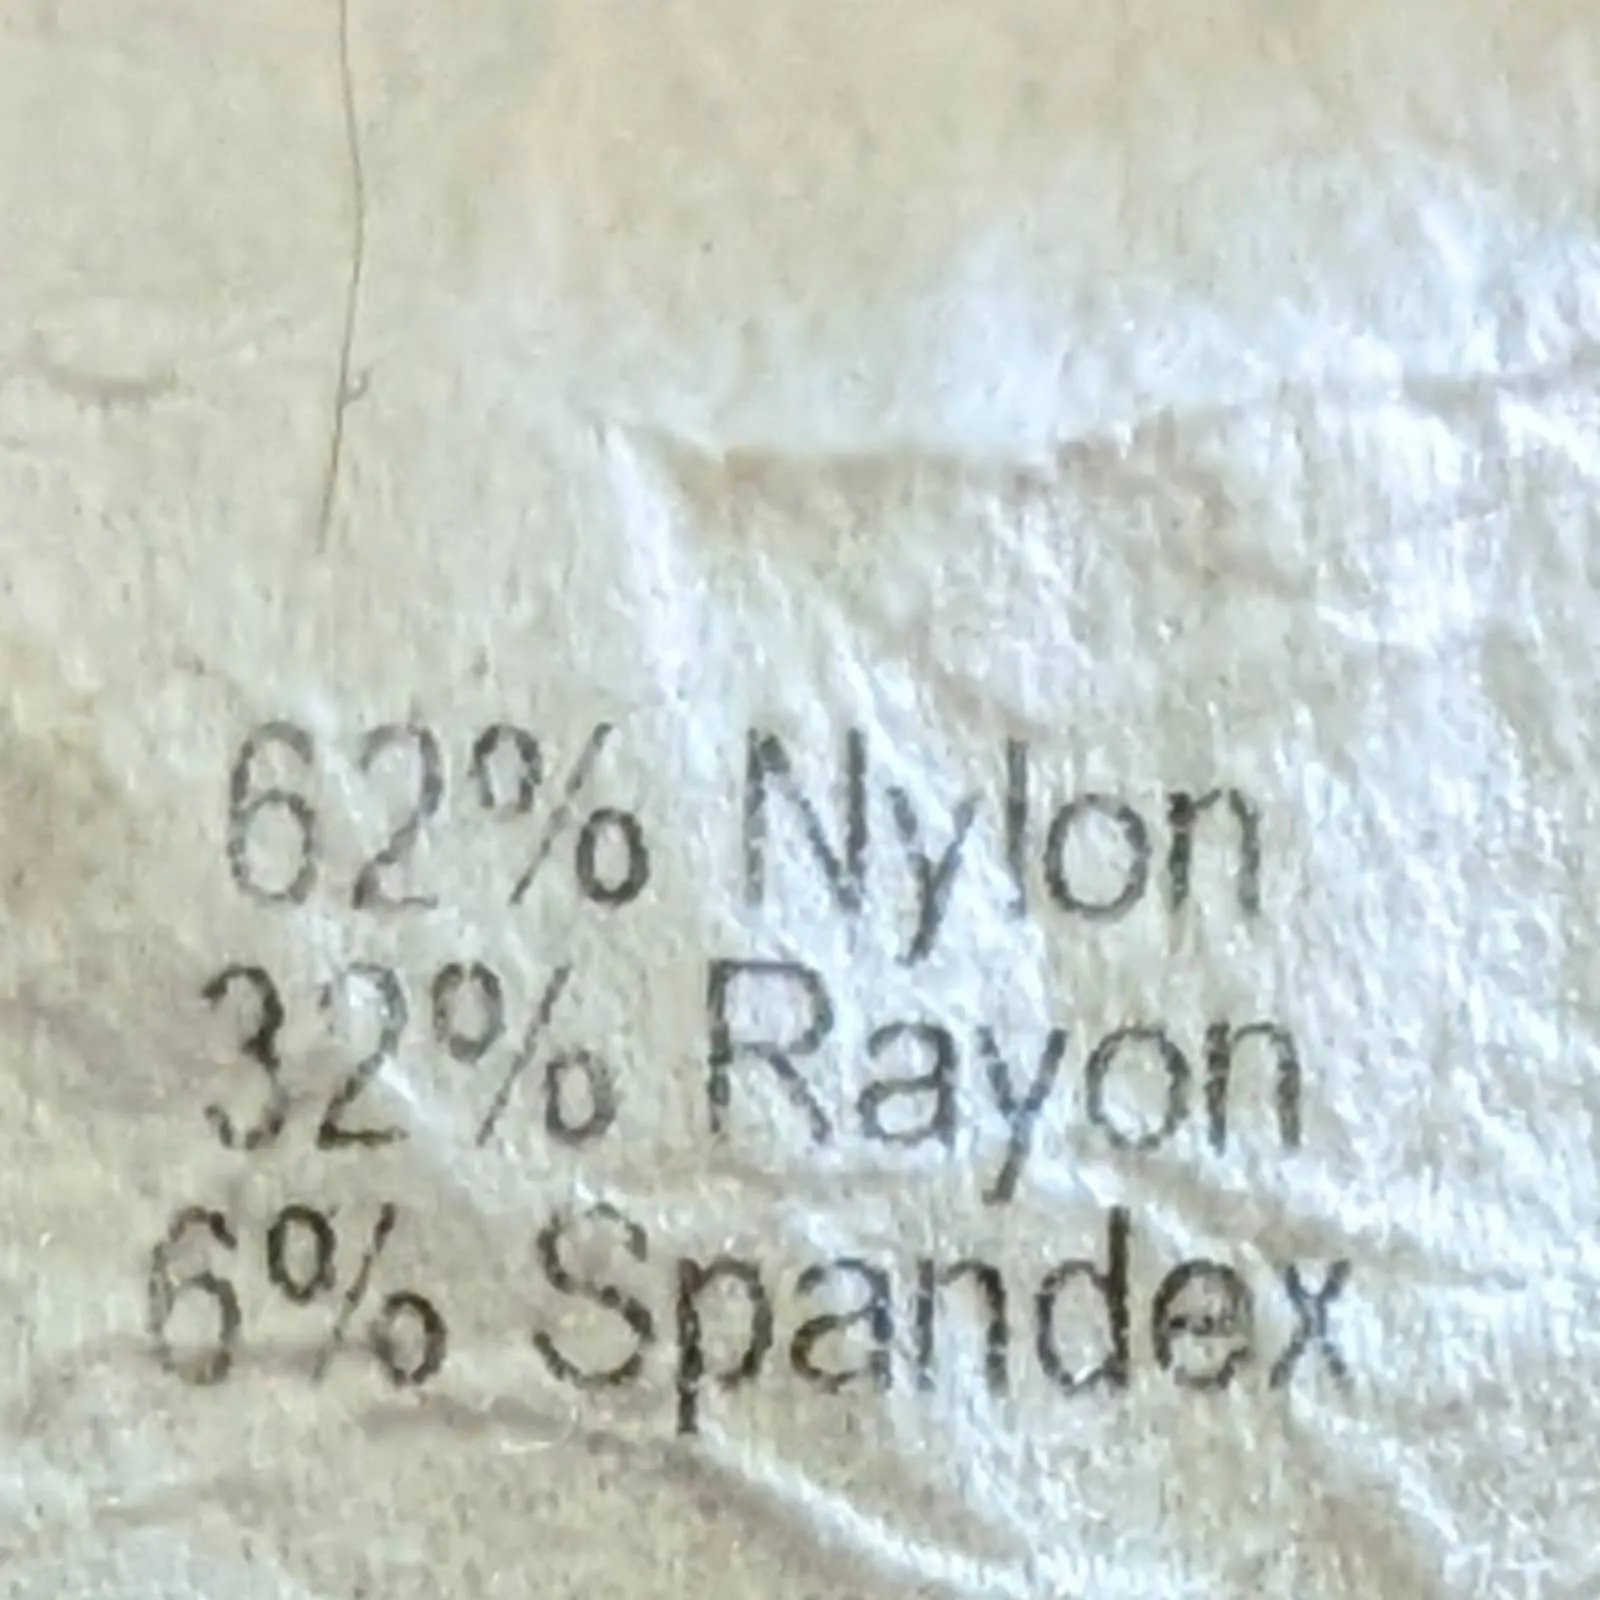 62% Nylon
32% Rayon
6% Spandex